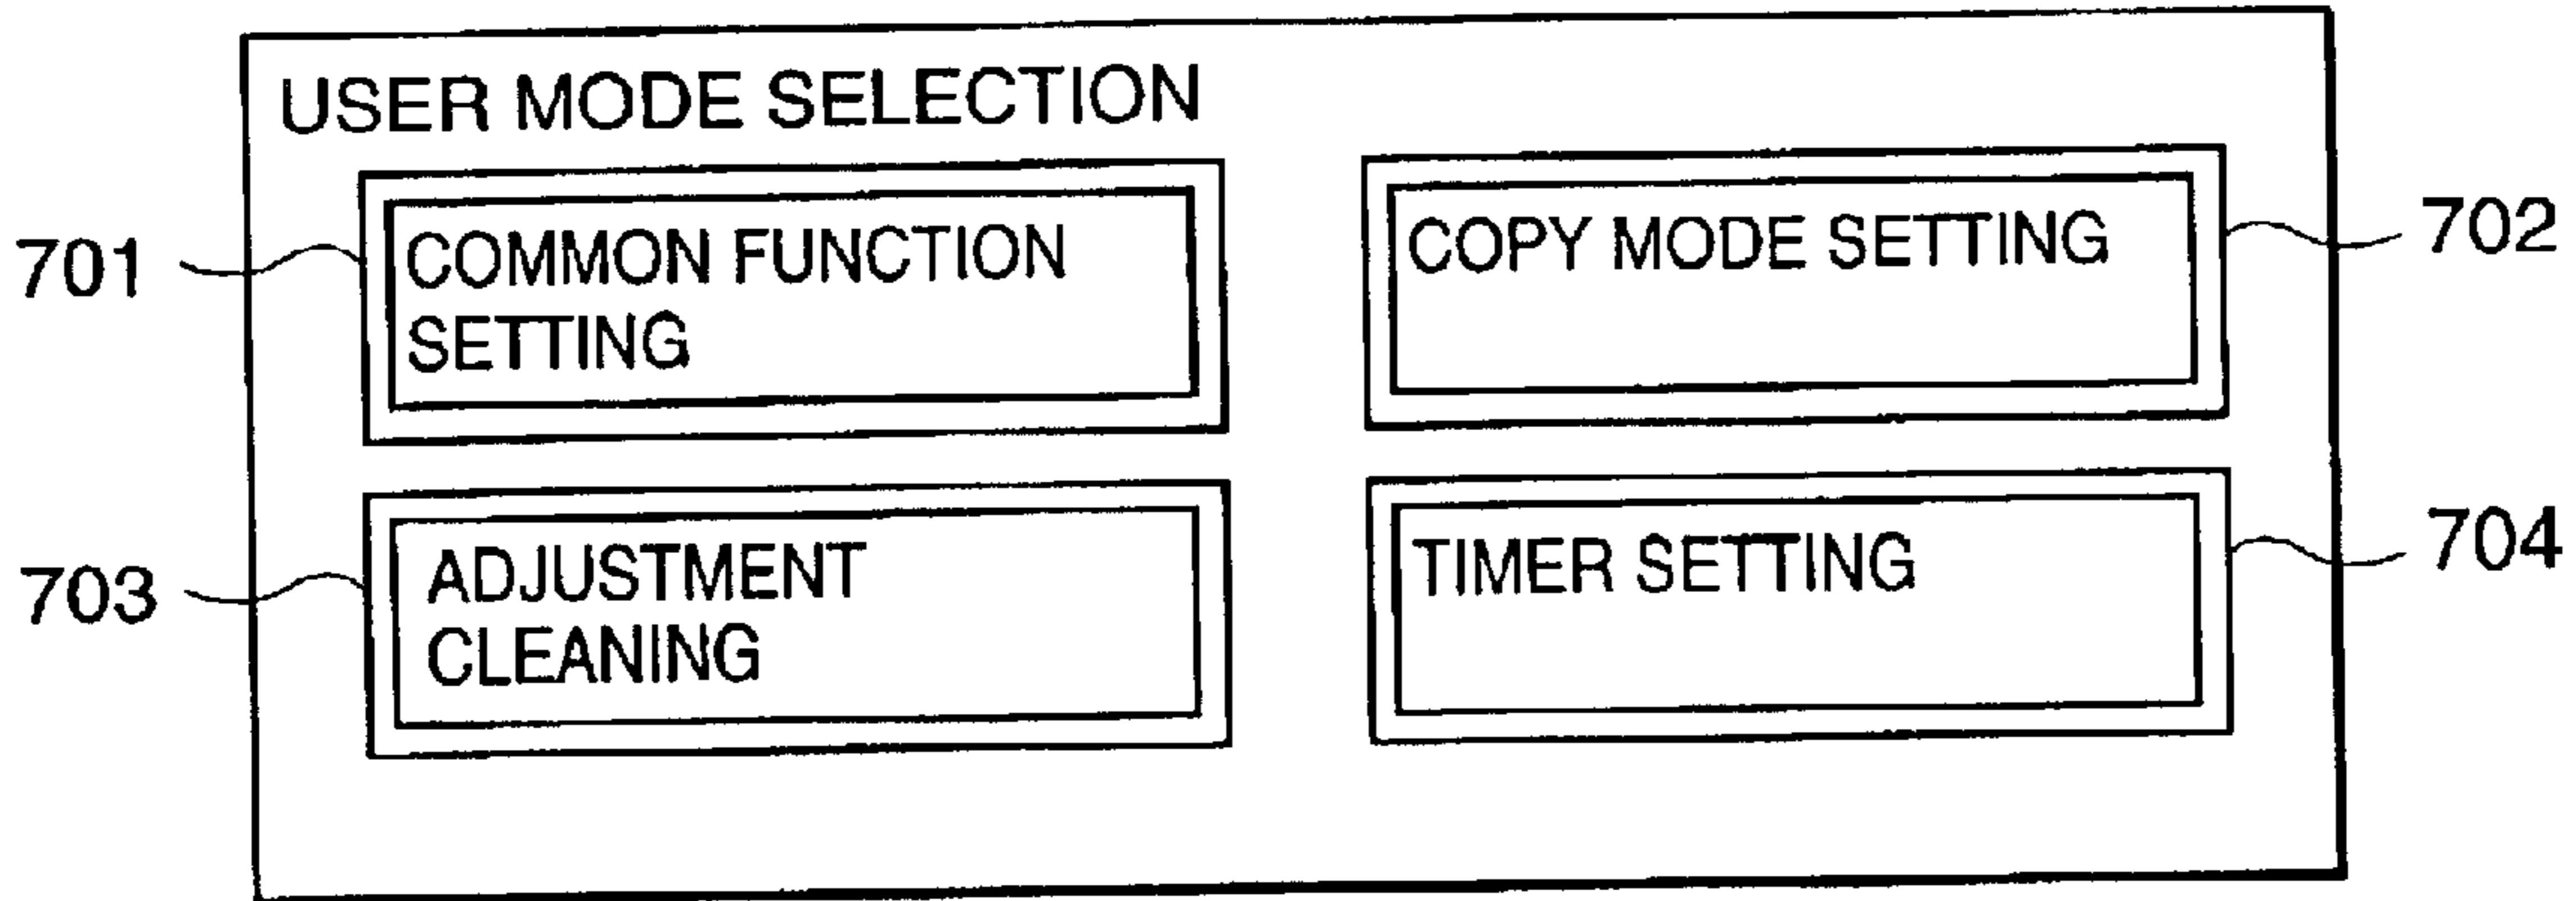 USER MODE SELECTION
701
COMMON FUNCTION
SETTING
COPY MODE SETTING
702
703
ADJUSTMENT
CLEANING
TIMER SETTING
704